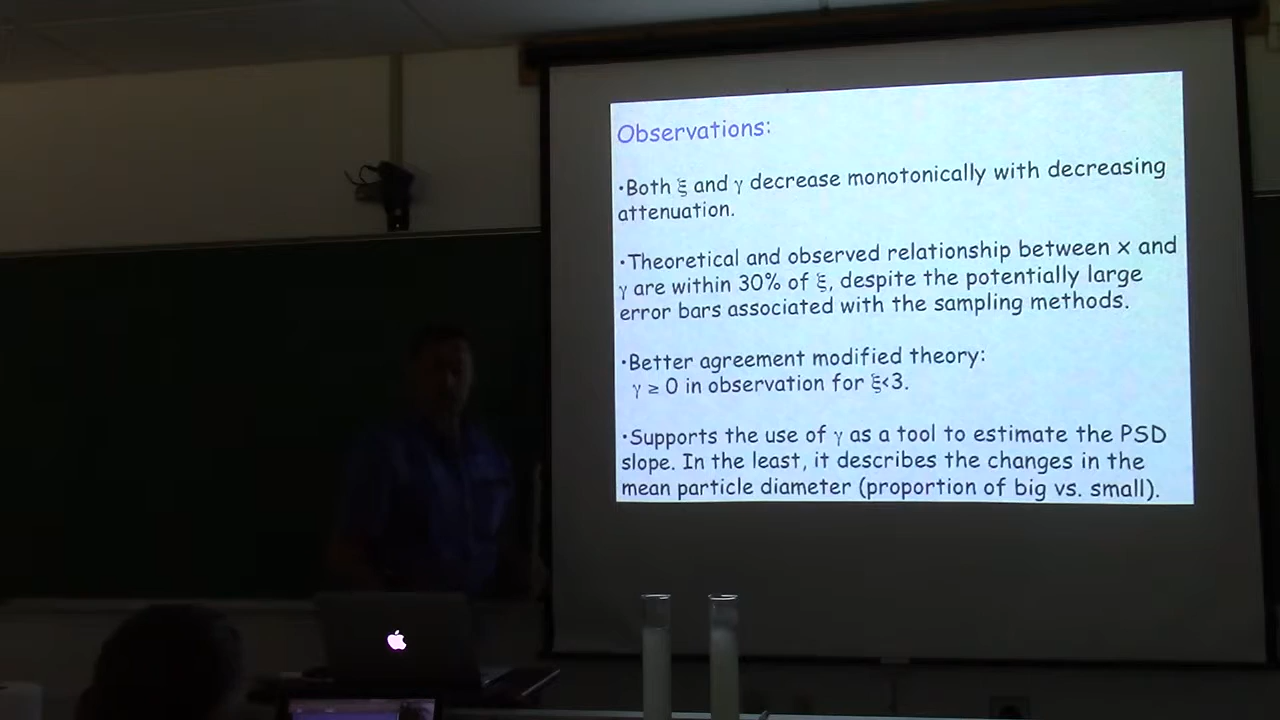 Observations:
•Both ξ and γ decrease monotonically with decreasing
attenuation.
•Theoretical and observed relationship between x and
γ are within 30% of ξ, despite the potentially large
error bars associated with the sampling methods.
•Better agreement modified theory:
γ ≥ 0 in observation for ξ<3.
•Supports the use of γ as a tool to estimate the PSD
slope. In the least, it describes the changes in the
mean particle diameter (proportion of big vs. small).